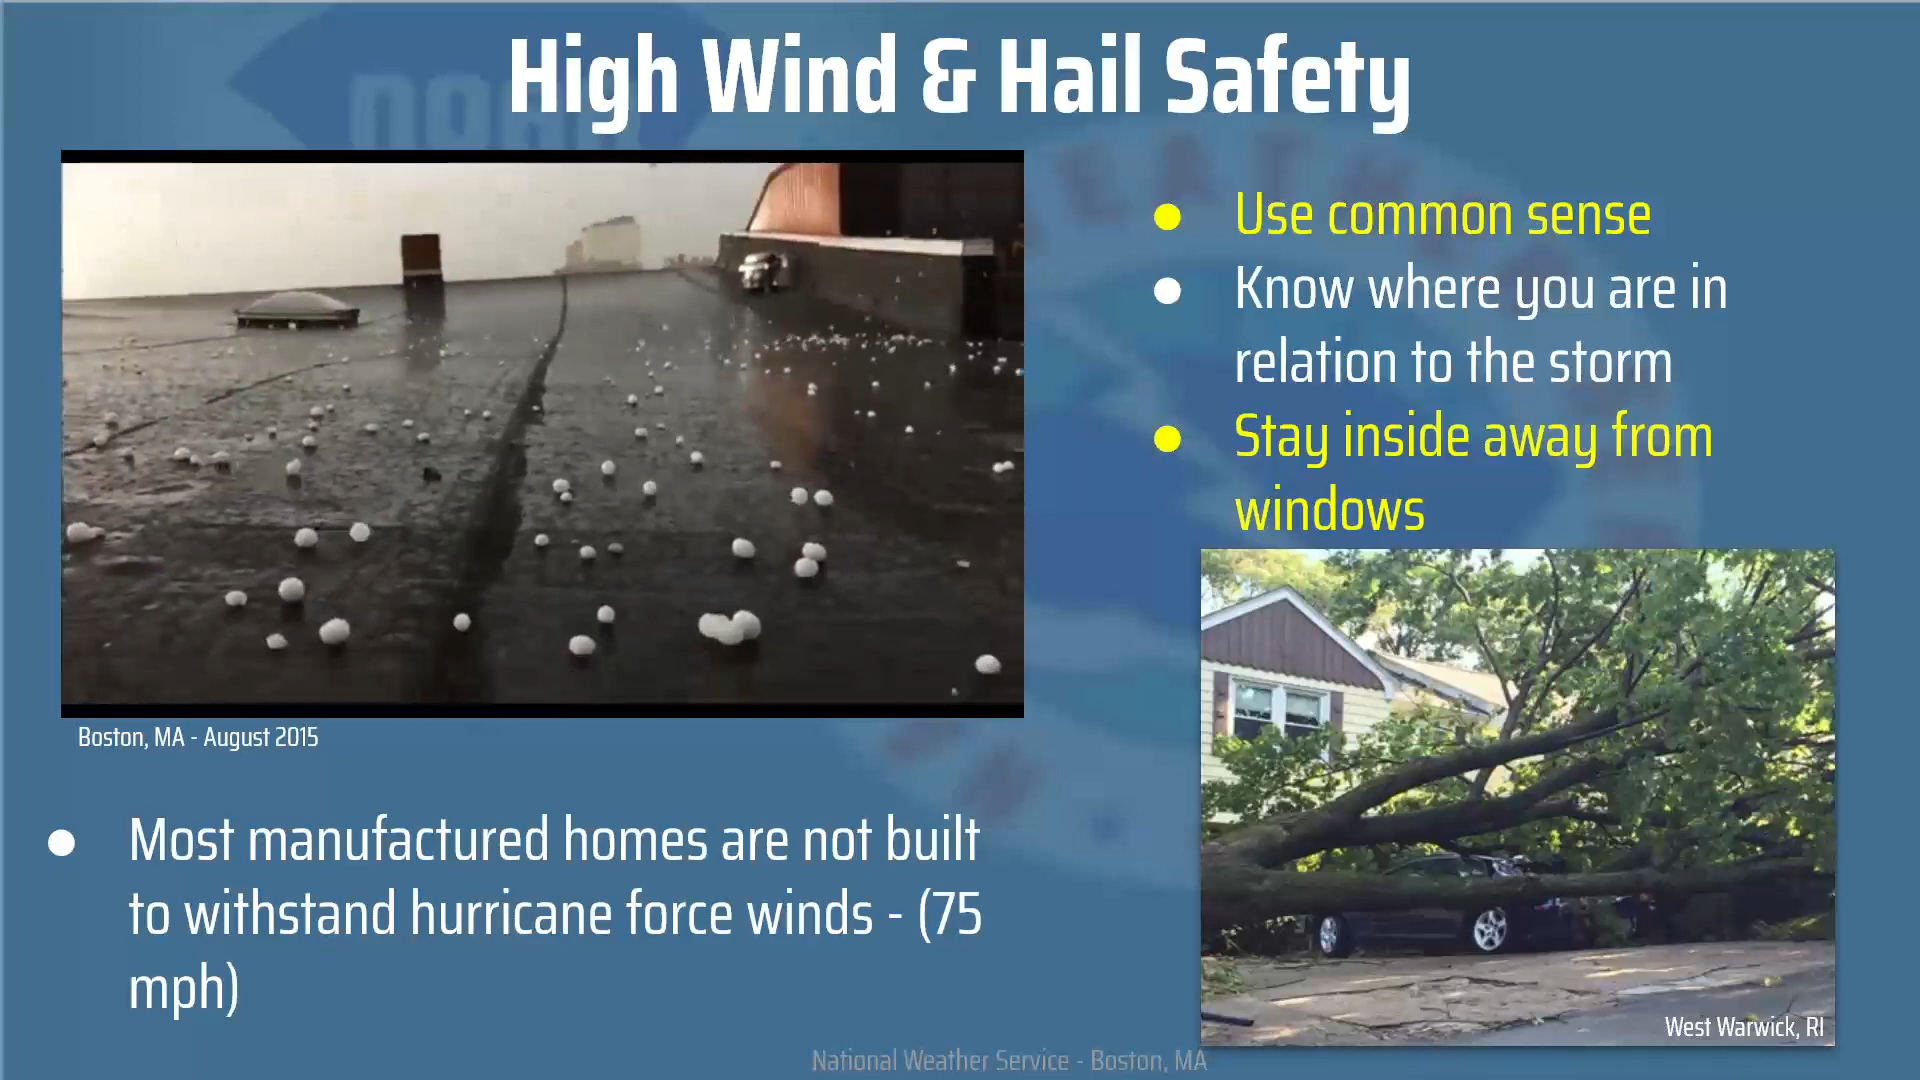 High Wind & Hail Safety
noaa
Use common sense
Know where you are in
relation to the storm
Stay inside away from
windows
Boston, MA - August 2015
Most manufactured homes are not built
to withstand hurricane force winds - (75
mph)
West Warwick, RI
National Weather Service - Boston, MA